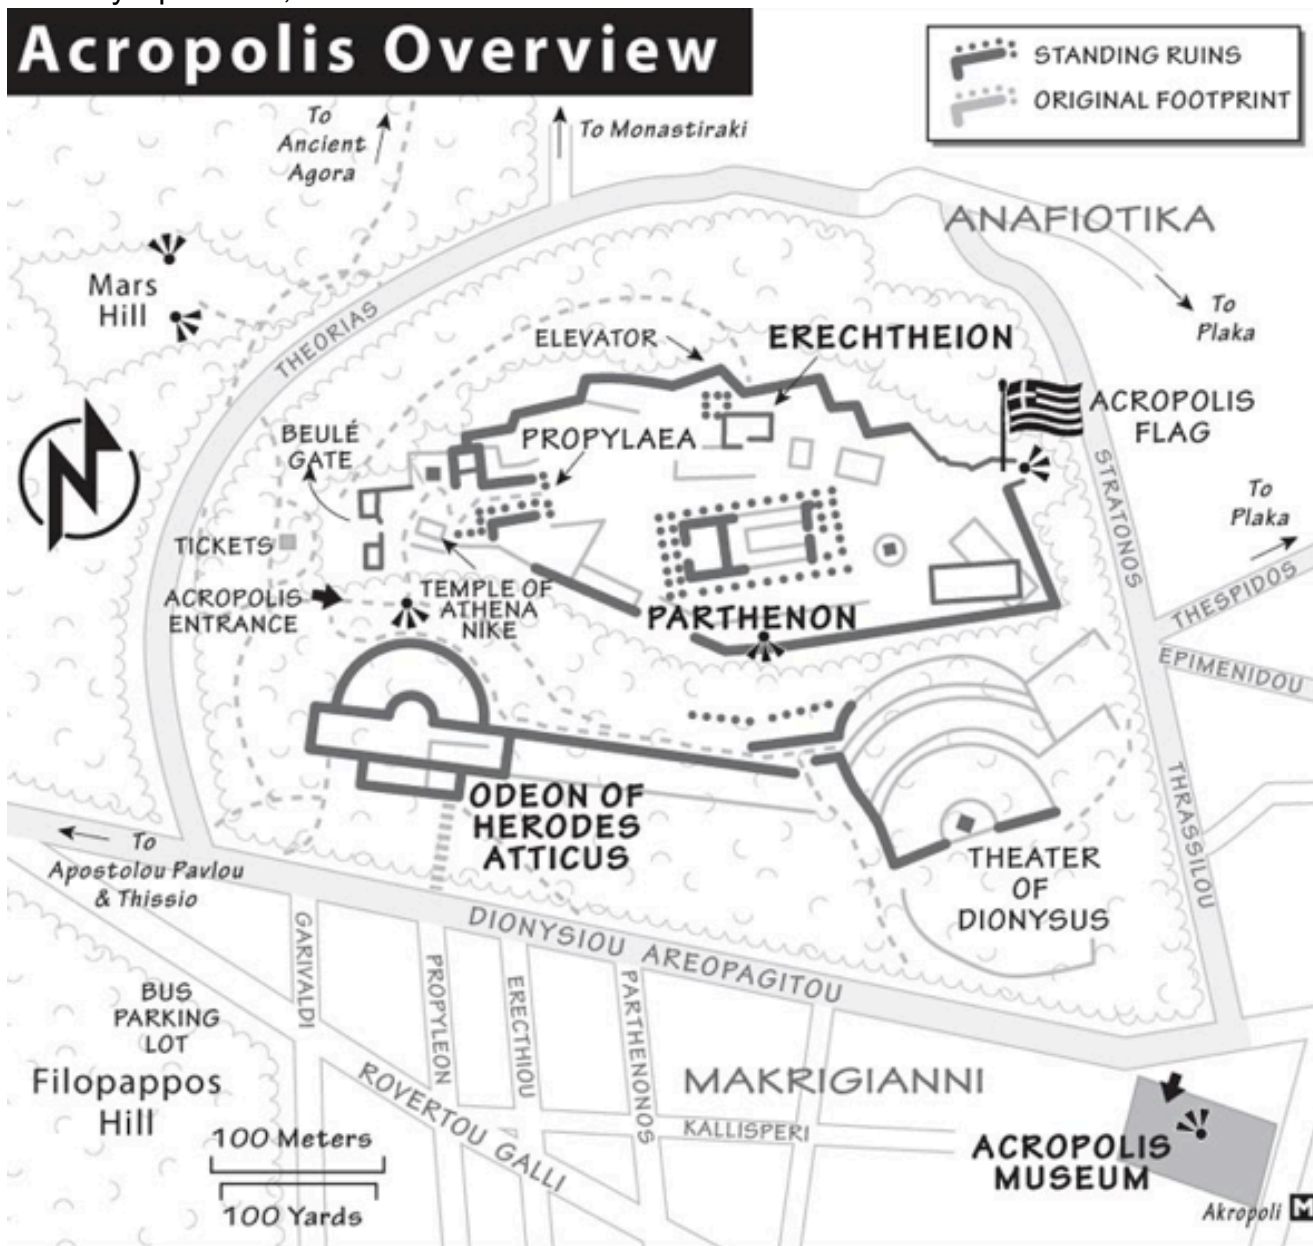 Acropolis Overview
STANDING RUINS
ORIGINAL FOOTPRINT
To
Ancient
Agora
To Monastiraki
ANAFIOTIKA
Mars
Hill
To
Plaka
THEORIAS
ELEVATOR
ERECHTHEION
ACROPOLIS
FLAG
BEULÉ
GATE
PROPYLAEA
N
STRATONOS
To
Plaka
TICKETS
ACROPOLIS
ENTRANCE
TEMPLE OF
ATHENA
NIKE
PARTHENON
THESPIDOS
EPIMENIDOU
ODEON OF
HERODES
ATTICUS
THRASSILOU
To
Apostolou Pavlou
& Thissio
THEATER
OF
DIONYSUS
DIONYSIOU AREOPAGITOU
GARIVALDI
PROPYLEON
ERECTHIOU
PARTHENONOS
BUS
PARKING
LOT
Filopappos
Hill
ROVERTOU GALLI
MAKRIGIANNI
KALLISPERI
100 Meters
100 Yards
ACROPOLIS
MUSEUM
Akropoli M